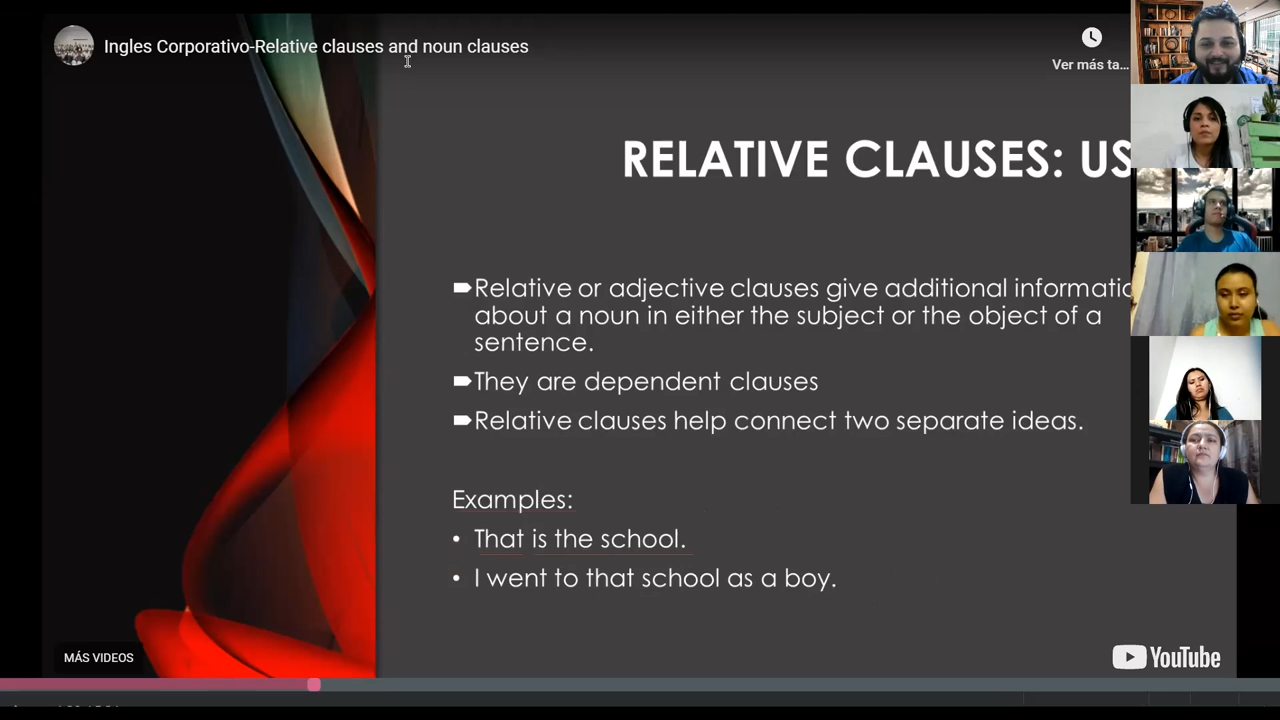 Ingles Corporativo-Relative clauses and noun clauses
Ver más ta...
RELATIVE CLAUSES: US
Relative or adjective clauses give additional informatio
about a noun in either the subject or the object of a
sentence.
They are dependent clauses
Relative clauses help connect two separate ideas.
Examples:
• That is the school.
• I went to that school as a boy.
MÁS VIDEOS
YouTube